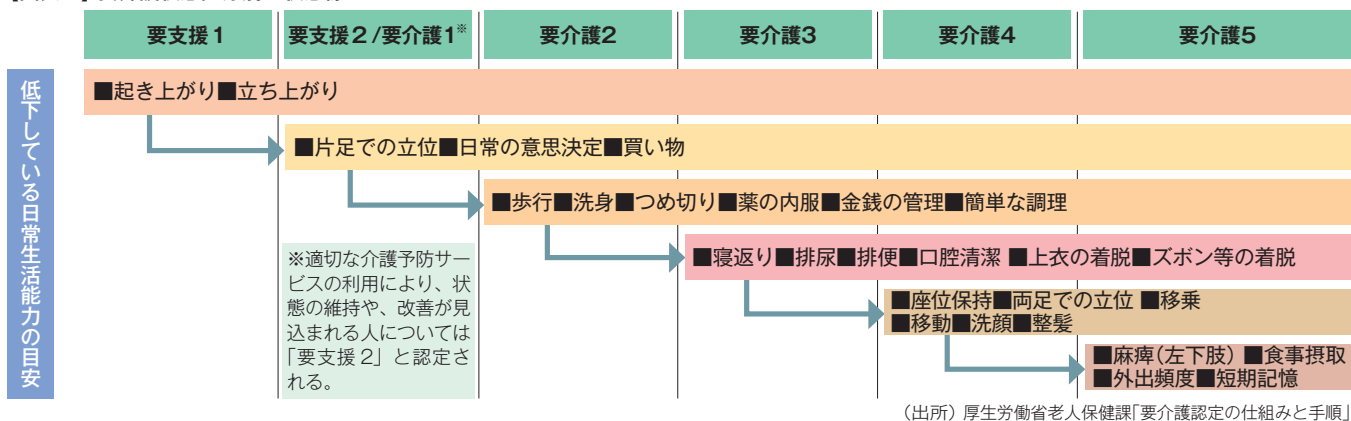 要支援1
要支援2/要介護1※
要介護2
要介護3
要介護4
要介護5
低下している日常生活能力の目安
■起き上がり■立ち上がり
■片足での立位■日常の意思決定■買い物
■歩行■洗身■つめ切り■薬の内服■金銭の管理■簡単な調理
※適切な介護予防サー
ビスの利用により、状
態の維持や、改善が見
込まれる人については
「要支援2」と認定さ
れる。
■寝返り■排尿■排便■口腔清潔 ■上衣の着脱■ズボン等の着脱
■座位保持■両足での立位 ■移乗
■移動■洗顔■整髪
■麻痺(左下肢) ■食事摂取
■外出頻度■短期記憶
(出所)厚生労働省老人保健課「要介護認定の仕組みと手順」